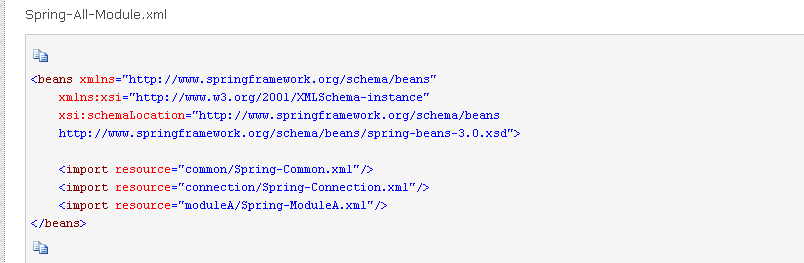 Spring-All-Module.xml
<beans xmlns="http://www.springframework.org/schema/beans"
xmlns:xsi="http://www.w3.org/2001/XMLSchema-instance"
xsi:schemaLocation="http://www.springframework.org/schema/beans
http://www.springframework.org/schema/beans/spring-beans-3.0.xsd">
<import resource="common/Spring-Common.xml"/>
<import resource="connection/Spring-Connection.xml"/>
<import resource="moduleA/Spring-ModuleA.xml"/>
</beans>